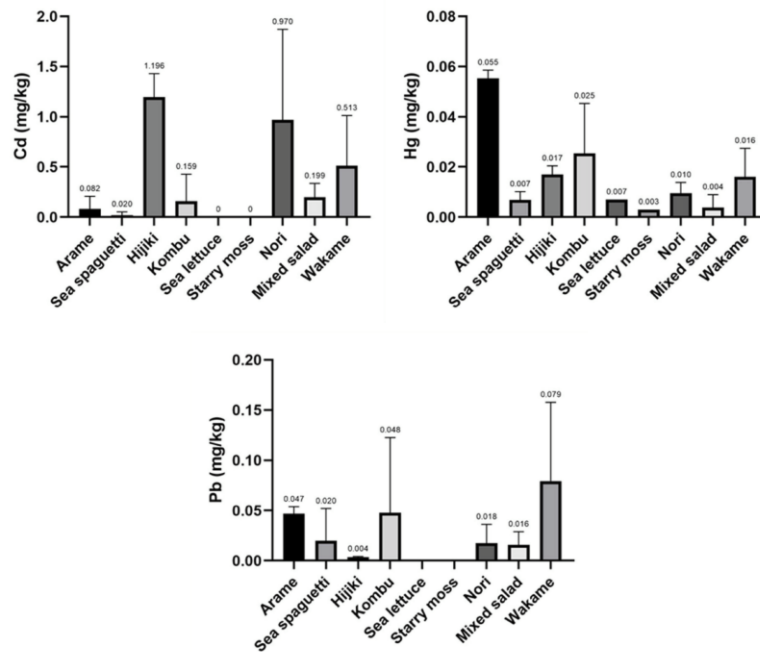 Cd (mg/kg)
2.0
1.5
1.0
0.5
0.0
0.082
0.020
1.196
0.159
0
0
0.970
0.199
0.513
Arame
Sea spaguetti
Hijiki
Kombu
Sea lettuce
Starry moss
Nori
Mixed salad
Wakame
Hg (mg/kg)
0.08
0.06
0.04
0.02
0.00
0.055
0.007
0.017
0.025
0.007
0.003
0.010
0.004
0.016
Arame
Sea spaguetti
Hijiki
Kombu
Sea lettuce
Starry moss
Nori
Mixed salad
Wakame
Pb (mg/kg)
0.20
0.15
0.10
0.05
0.00
0.047
0.020
0.004
0.048
0.018
0.016
0.079
Arame
Sea spaguetti
Hijiki
Kombu
Sea lettuce
Starry moss
Nori
Mixed salad
Wakame